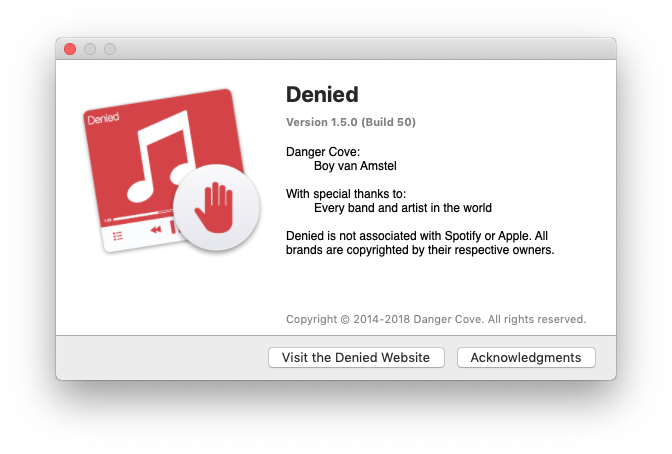 Denied
Denied
Version 1.5.0 (Build 50)
Danger Cove:
Boy van Amstel
With special thanks to:
Every band and artist in the world
Denied is not associated with Spotify or Apple. All
brands are copyrighted by their respective owners.
Copyright © 2014-2018 Danger Cove. All rights reserved.
Visit the Denied Website
Acknowledgments